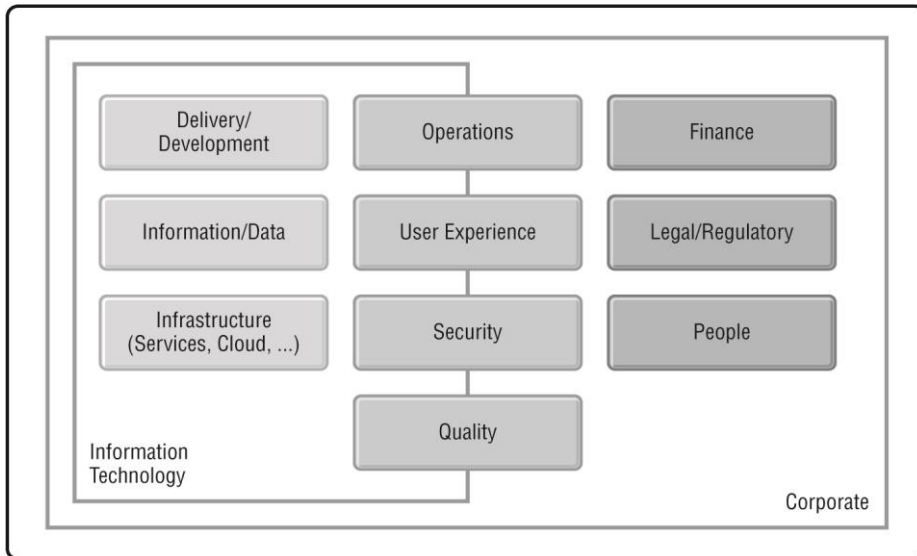 Delivery/
Development
Operations
Finance
Information/Data
User Experience
Legal/Regulatory
Infrastructure
(Services, Cloud, ...)
Security
People
Quality
Information
Technology
Corporate